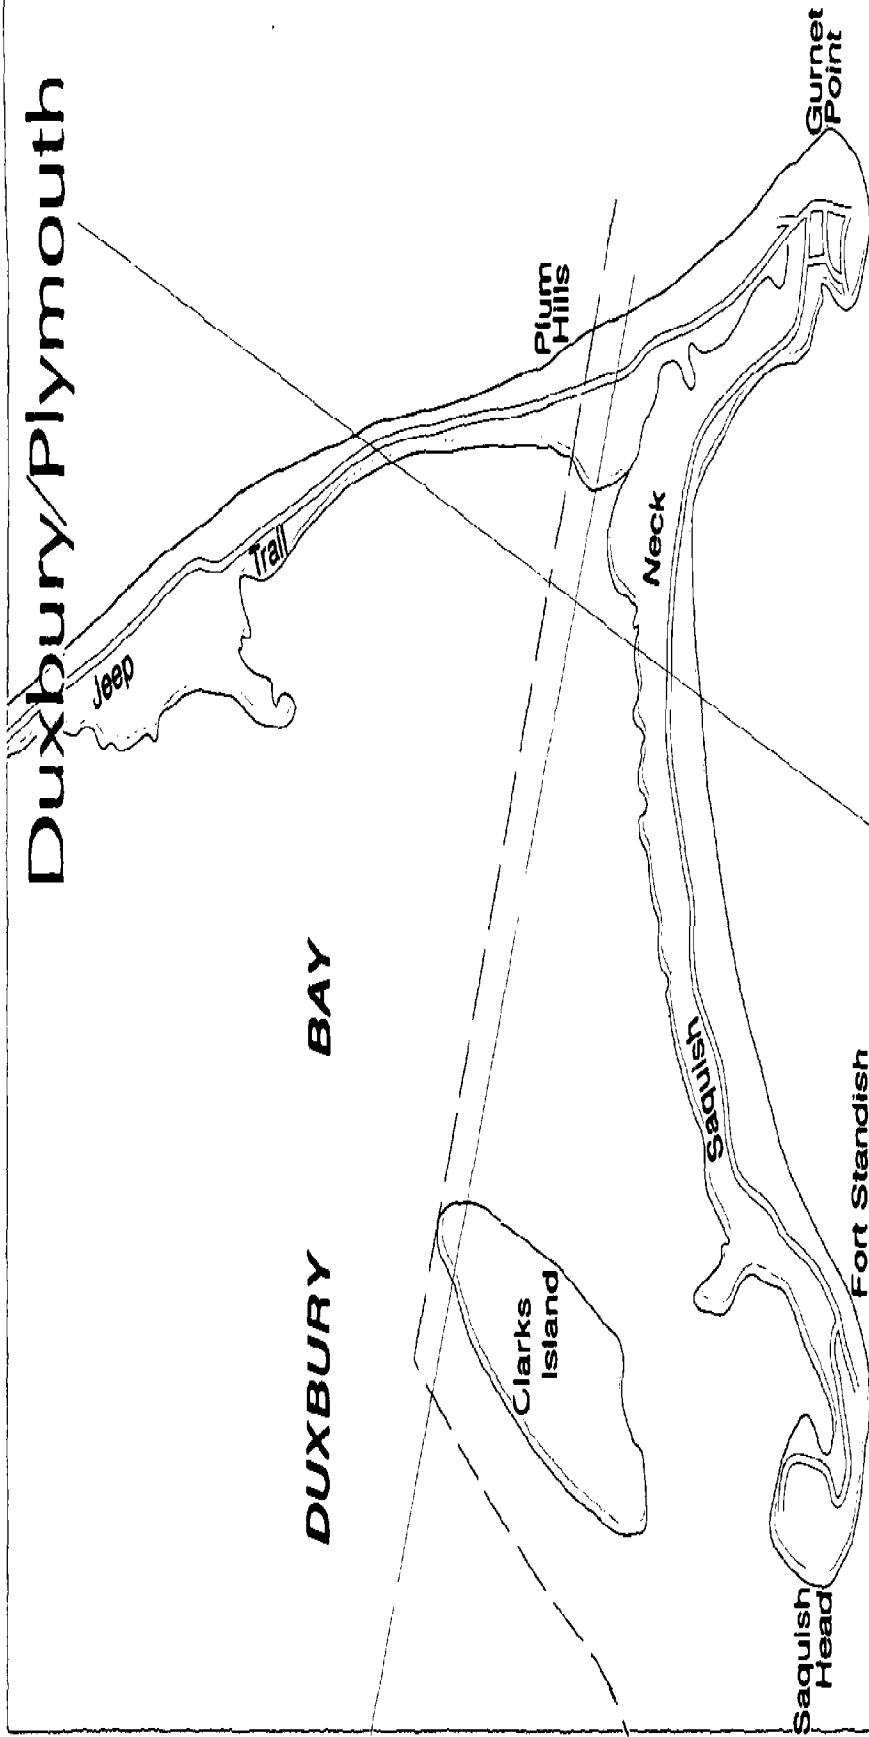 Duxbury/Plymouth
Jeep
Trail
Plum
Hills
Gurnet
Point
Neck
DUXBURY BAY
Saquish
Clarks
Island
Fort Standish
Saquish
Head